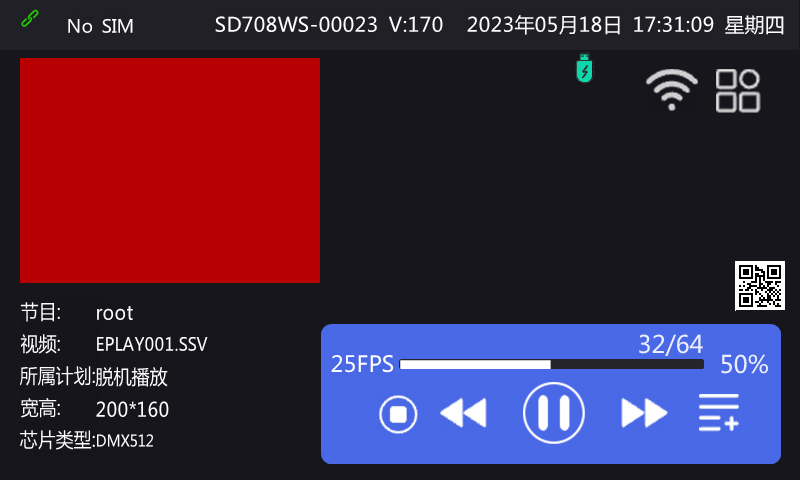 No SIM SD708WS-00023 V:170 2023年05月18日 17:31:09 星期四
节目: root
视频: EPLAY001.SSV
所属计划:脱机播放
宽高: 200*160
芯片类型:DMX512
32/64
25FPS 50%